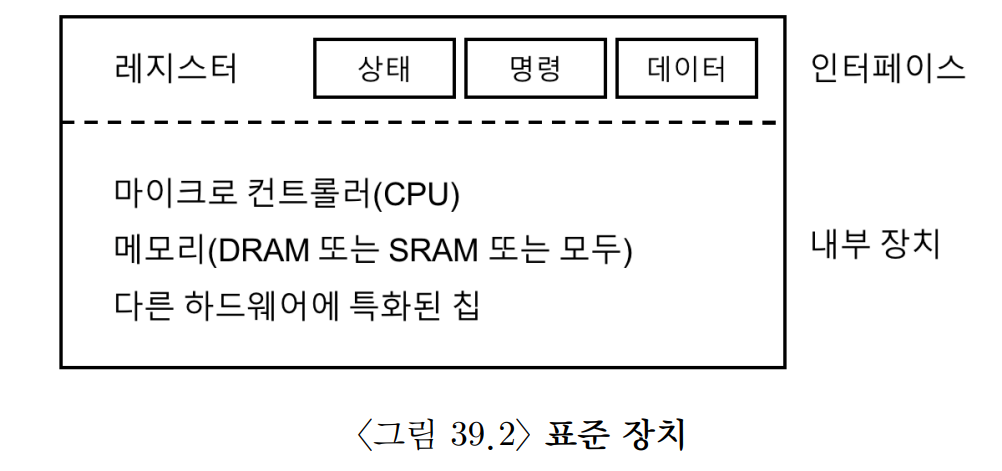 레지스터 상태 명령 데이터 인터페이스
마이크로 컨트롤러(CPU)
메모리(DRAM 또는 SRAM 또는 모두)
내부 장치
다른 하드웨어에 특화된 칩
〈그림 39.2〉 표준 장치